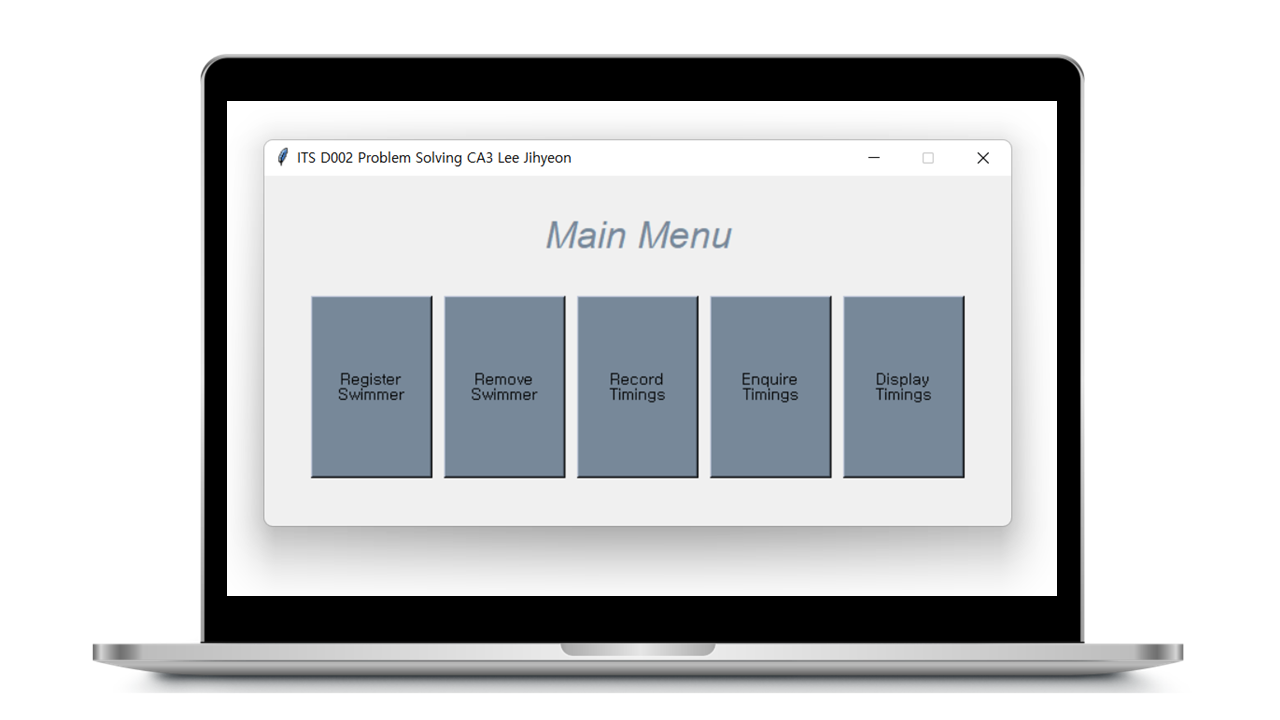 ITS D002 Problem Solving CA3 Lee Jihyeon
Main Menu
Register
Swimmer
Remove
Swimmer
Record
Timings
Enquire
Timings
Display
Timings